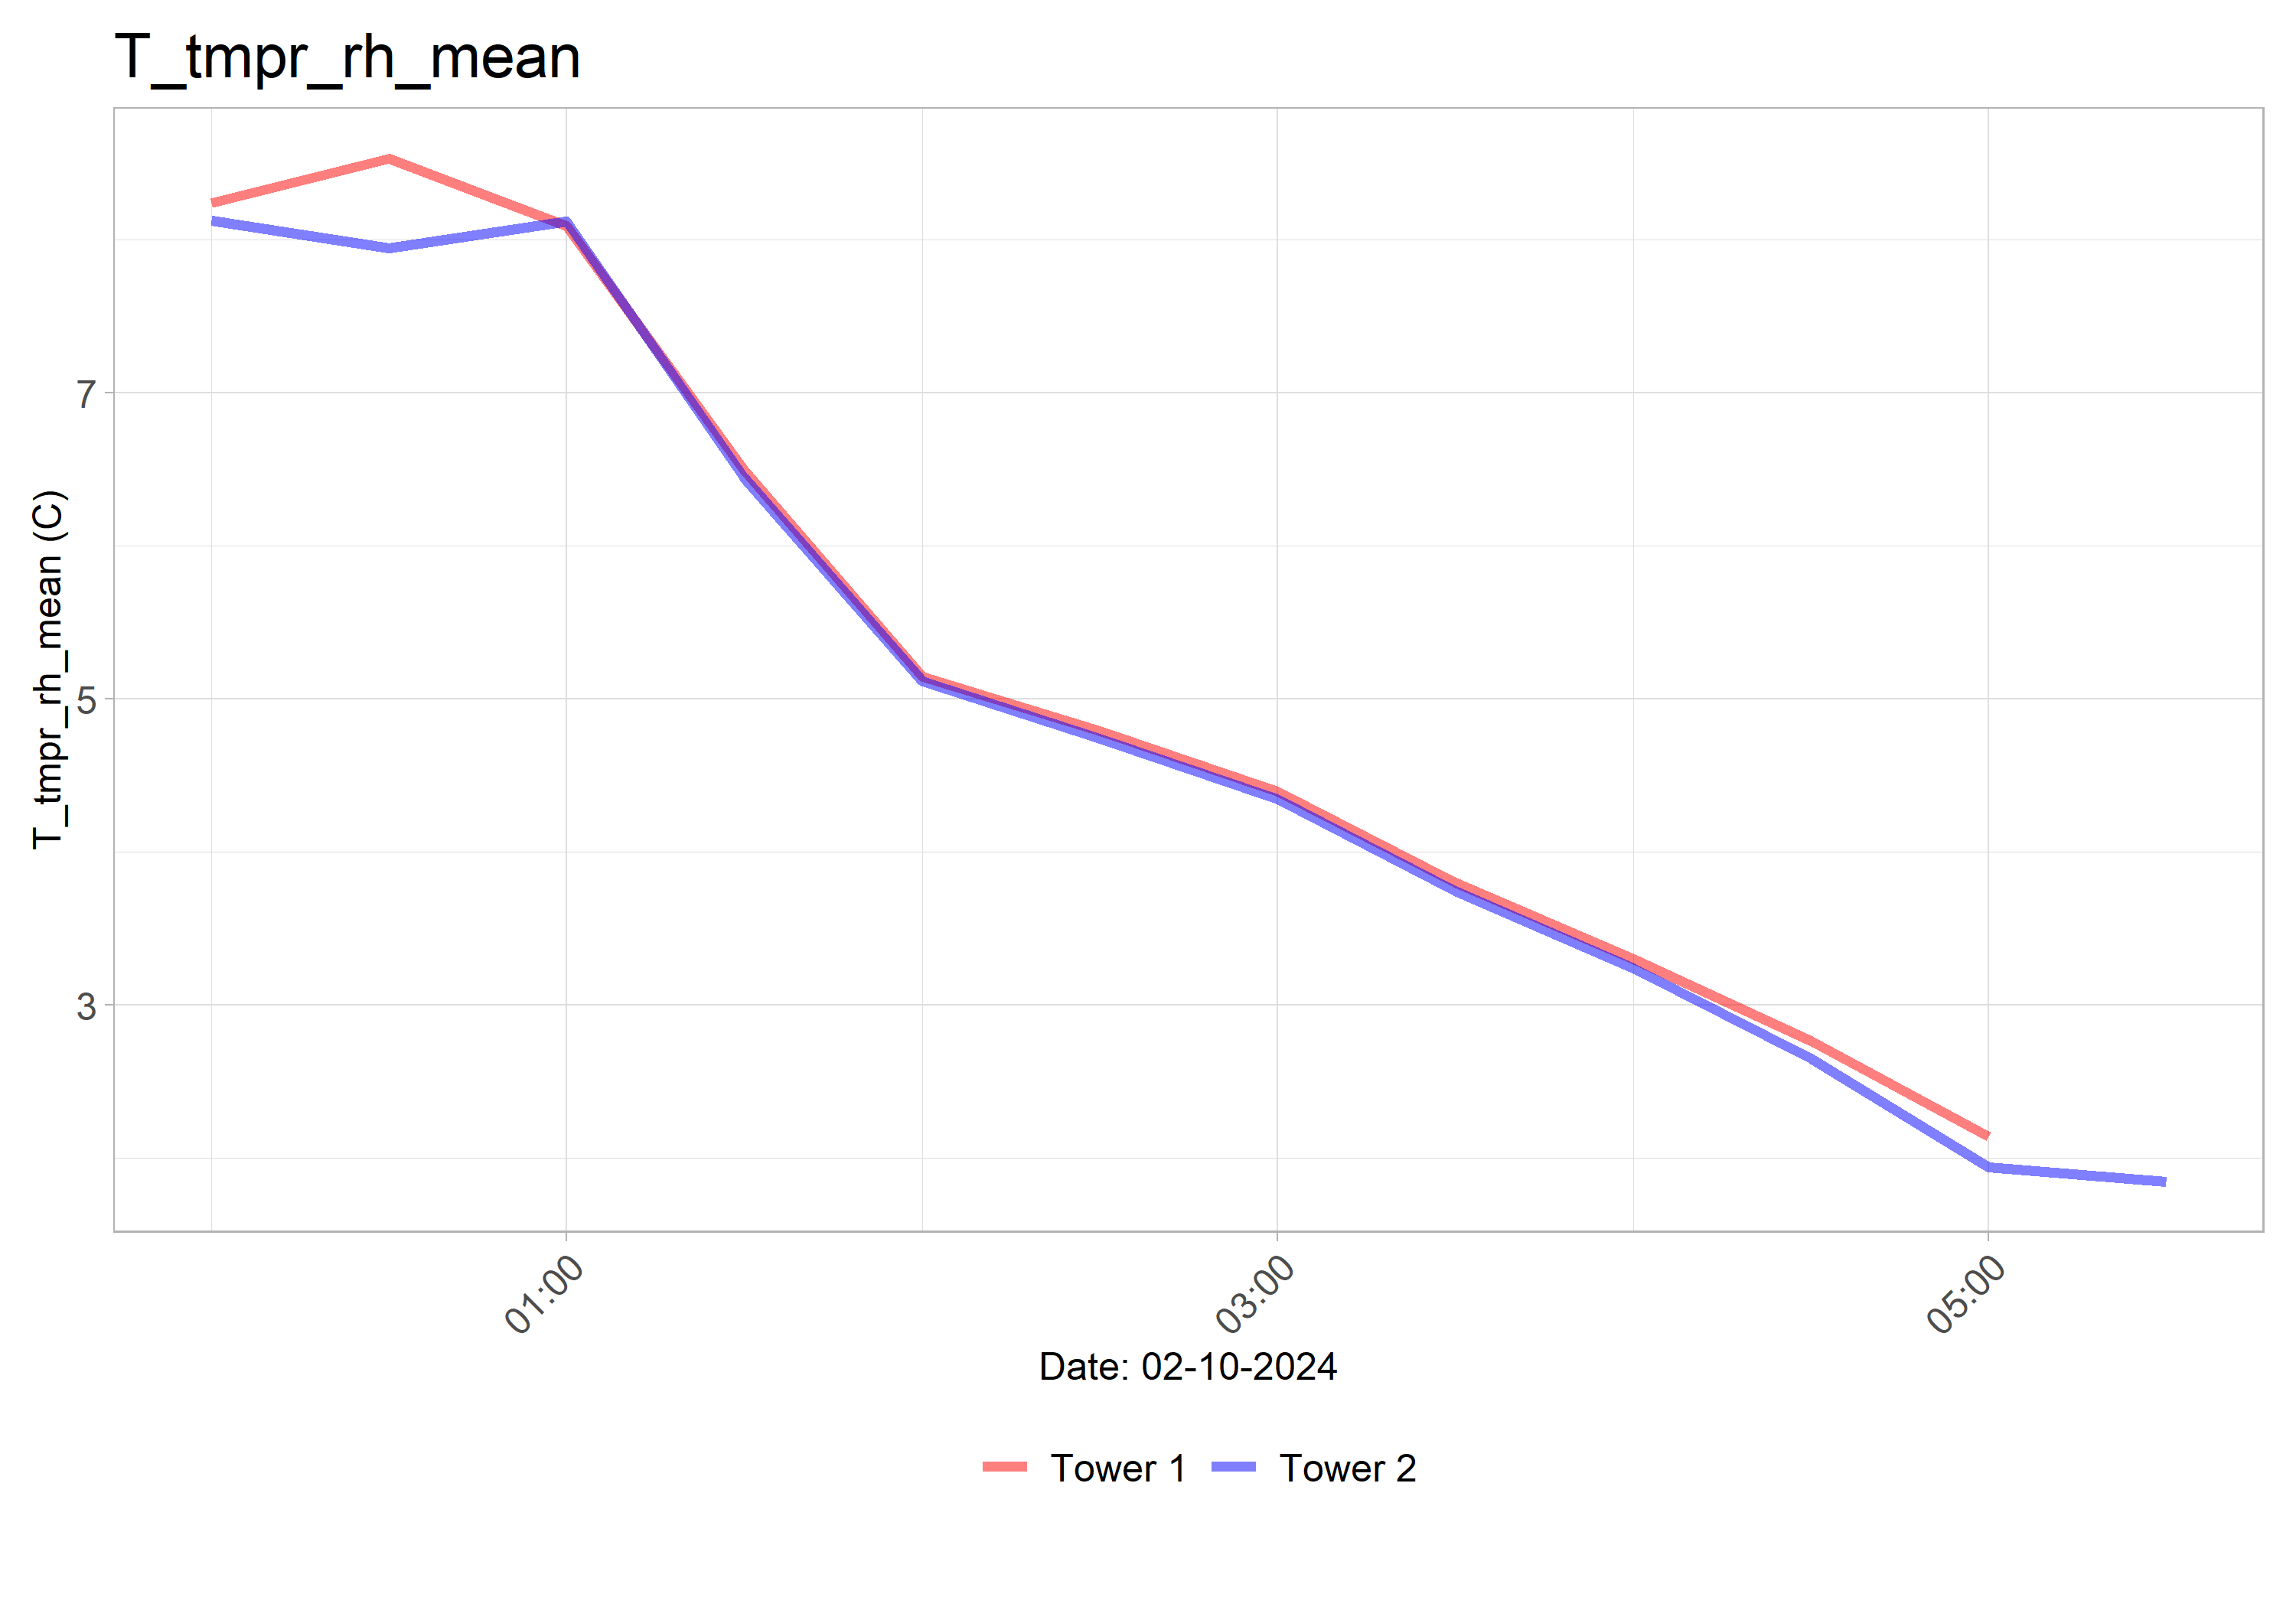 T_tmpr_rh_mean
T_tmpr_rh_mean (C)
7
5
3
01:00
03:00
05:00
Date: 02-10-2024
Tower 1
Tower 2